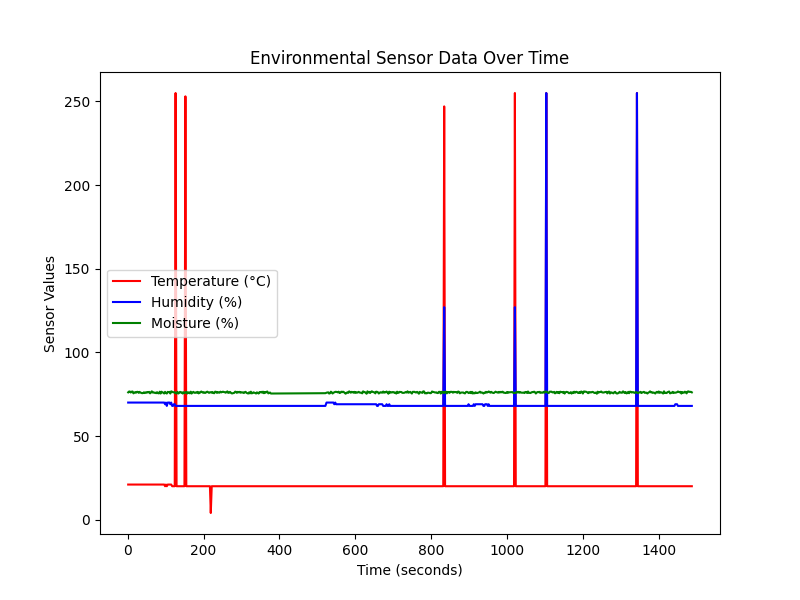 Environmental Sensor Data Over Time
250
200
150
100
50
0
Sensor Values
Temperature (°C)
Humidity (%)
Moisture (%)
0 200 400 600 800 1000 1200 1400
Time (seconds)